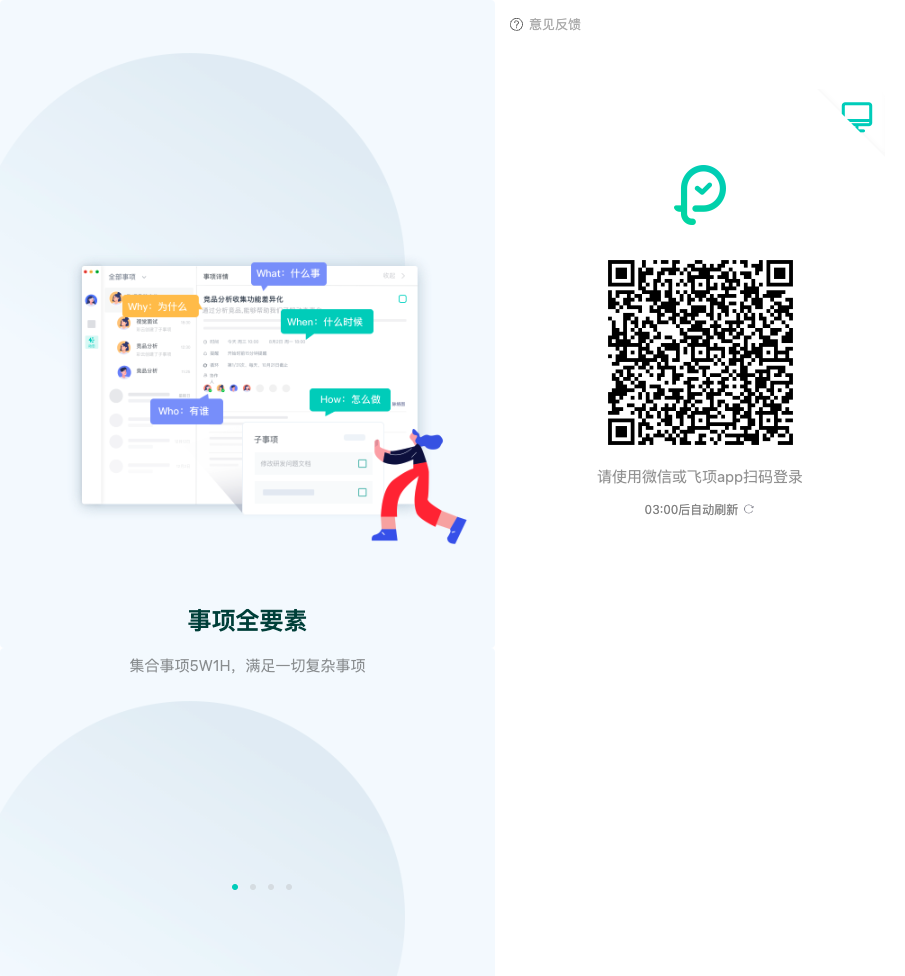 意见反馈
全部事项
事项详情
What：什么事
收起
竞品分析收集功能差异化
Why：为什么
When：什么时候
视觉面试
竞品分析
竞品分析
Who：有谁
How：怎么做
子事项
修改研发问题文档
请使用微信或飞项app扫码登录
03:00后自动刷新
事项全要素
集合事项5W1H，满足一切复杂事项